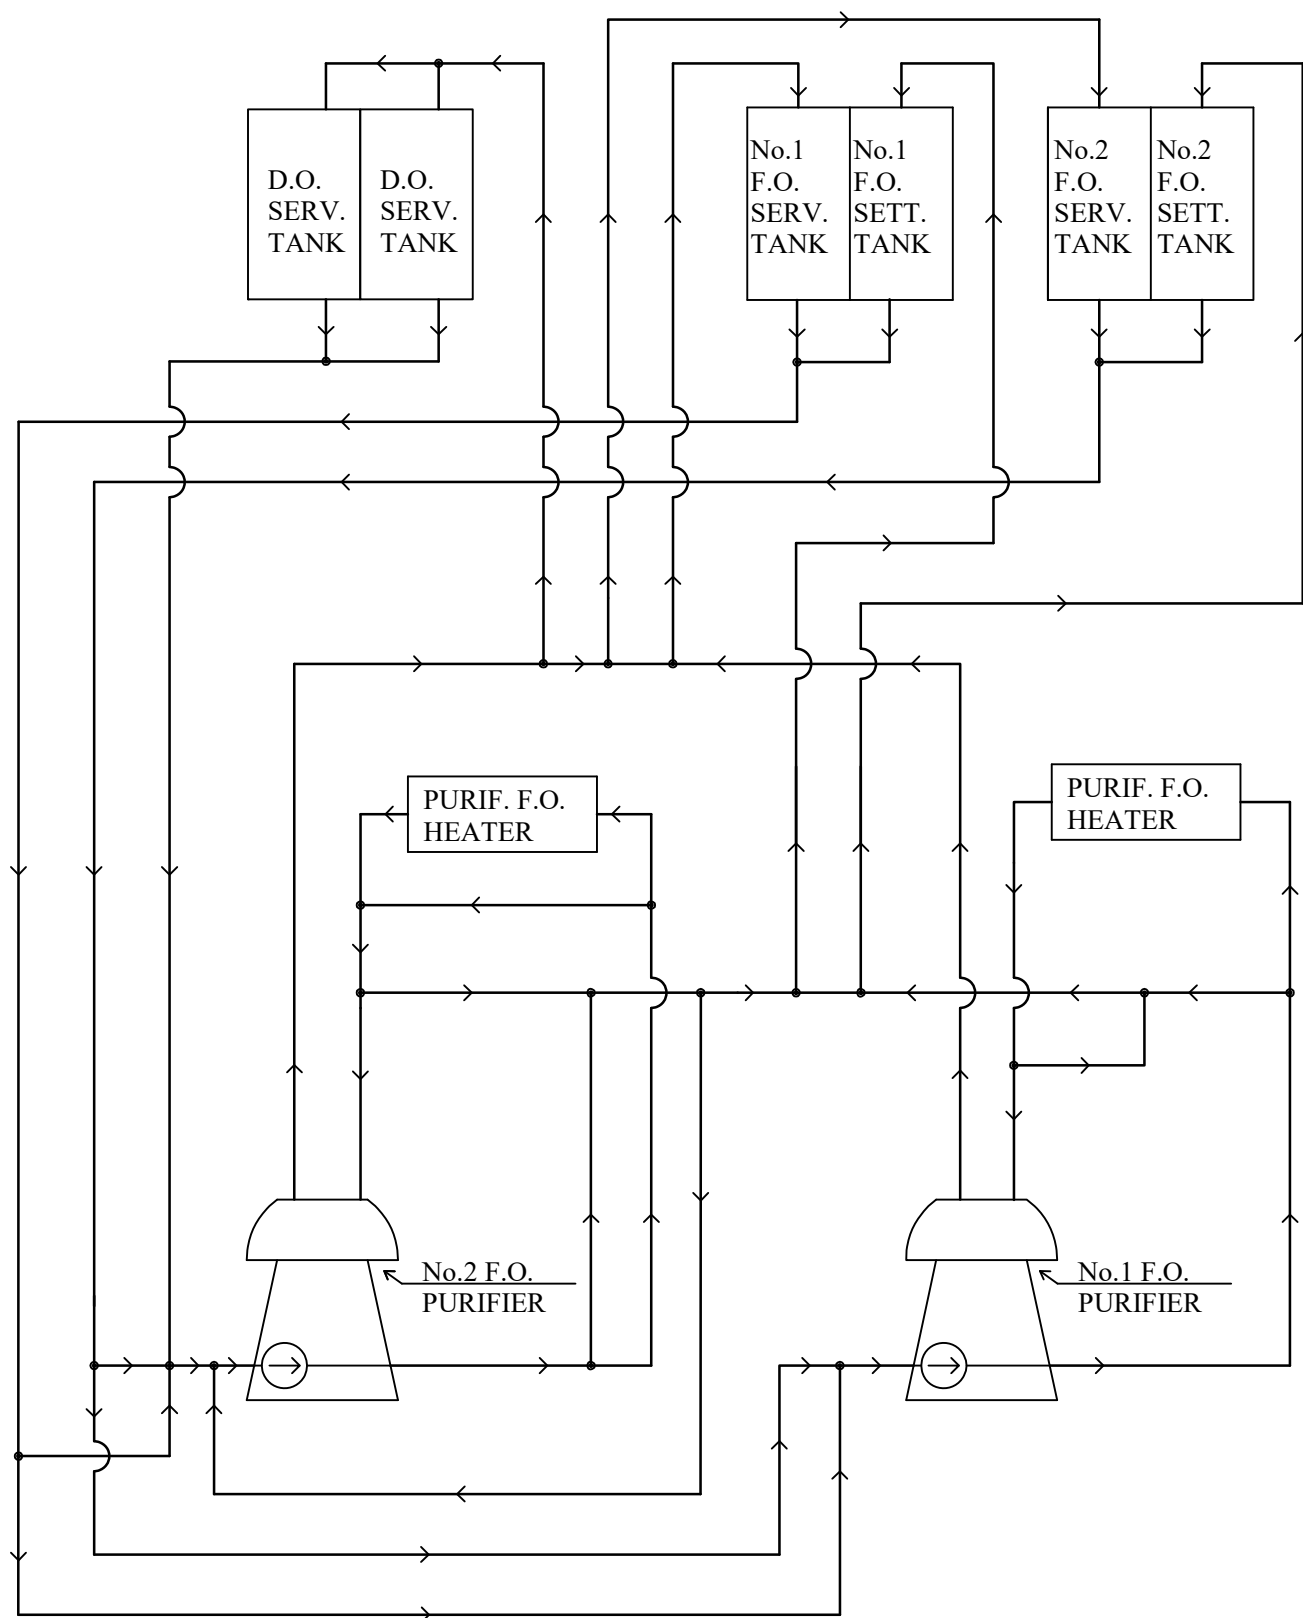 D.O.
SERV.
TANK
D.O.
SERV.
TANK
No.1
F.O.
SERV.
TANK
No.1
F.O.
SETT.
TANK
No.2
F.O.
SERV.
TANK
No.2
F.O.
SETT.
TANK
PURIF. F.O.
HEATER
PURIF. F.O.
HEATER
No.2 F.O.
PURIFIER
No.1 F.O.
PURIFIER